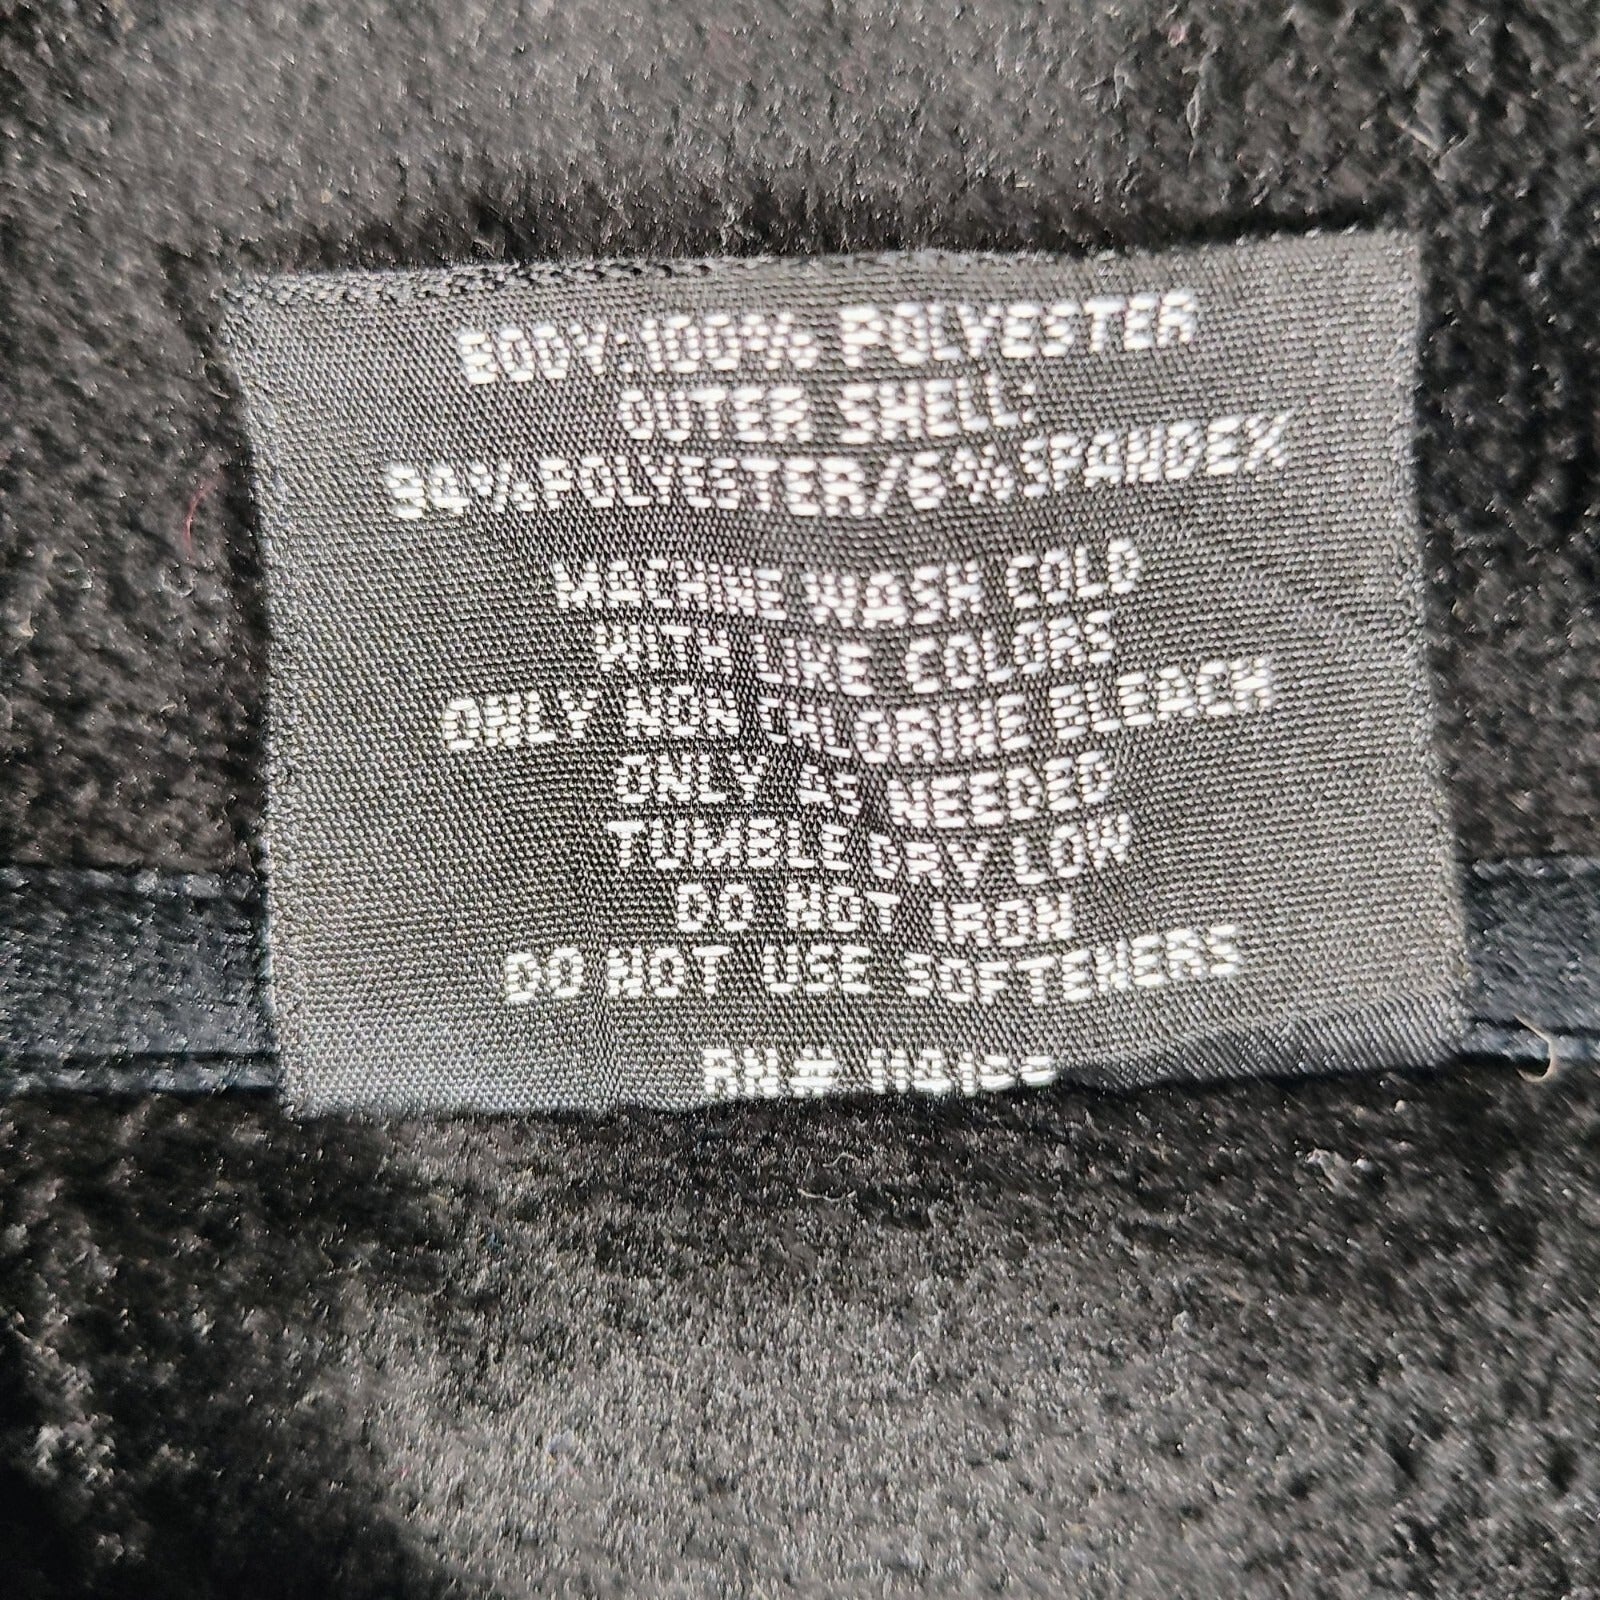 BODY:100% POLYESTER
OUTER SHELL:
94%POLYESTER/6%SPANDEX
MACHINE WASH COLD
WITH LIKE COLORS
ONLY NON CHLORINE BLEACH
ONLY AS NEEDED
TUMBLE DRY LOW
DO NOT IRON
DO NOT USE SOFTENERS
RN#